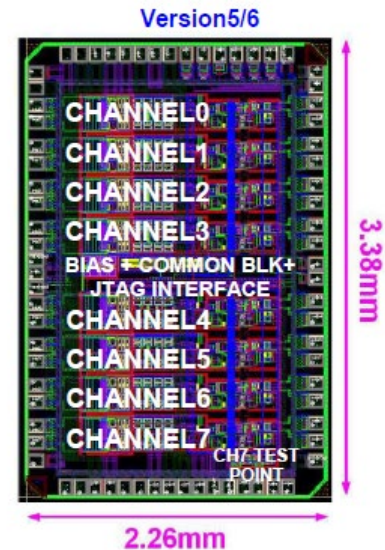 Version5/6
CHANNEL0
CHANNEL1
CHANNEL2
CHANNEL3
BIAS + COMMON BLK+
JTAG INTERFACE
CHANNEL4
CHANNEL5
CHANNEL6
CHANNEL7
CH7 TEST
POINT
3.38mm
2.26mm